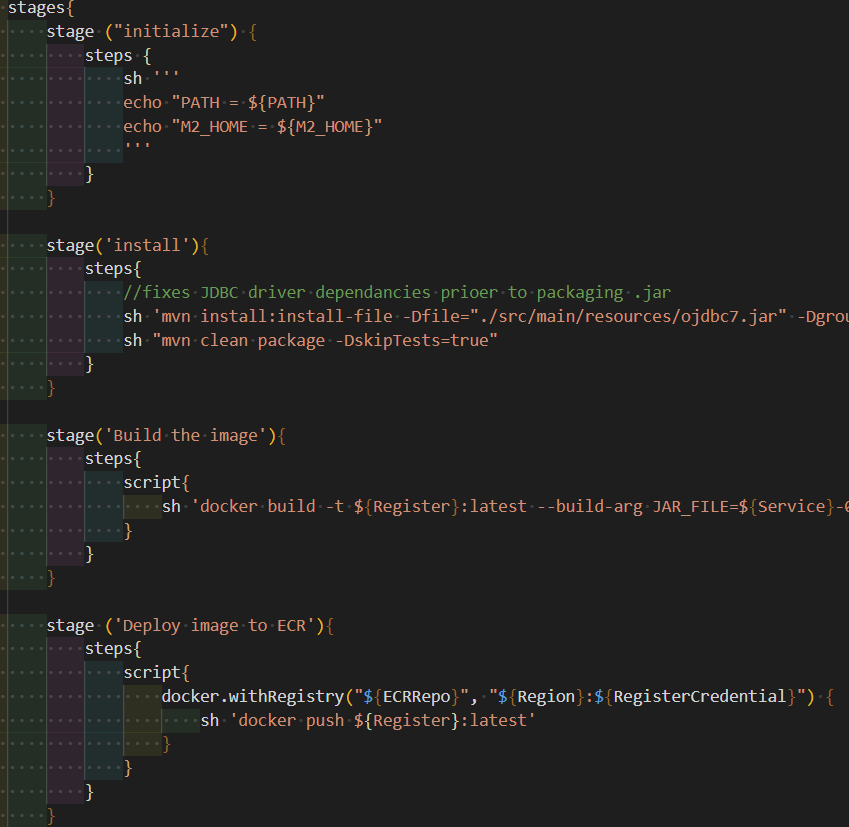 stages{
stage ("initialize") {
steps {
sh '''
echo "PATH = ${PATH}"
echo "M2_HOME = ${M2_HOME}"
'''
}
}
stage('install'){
steps{
//fixes JDBC driver dependancies prioer to packaging .jar
sh 'mvn install:install-file -Dfile="./src/main/resources/ojdbc7.jar" -Dgrou
sh "mvn clean package -DskipTests=true"
}
}
stage('Build the image'){
steps{
script{
sh 'docker build -t ${Register}:latest --build-arg JAR_FILE=${Service}-0
}
}
}
stage ('Deploy image to ECR'){
steps{
script{
docker.withRegistry("${ECRRepo}", "${Region}:${RegisterCredential}") {
sh 'docker push ${Register}:latest'
}
}
}
}